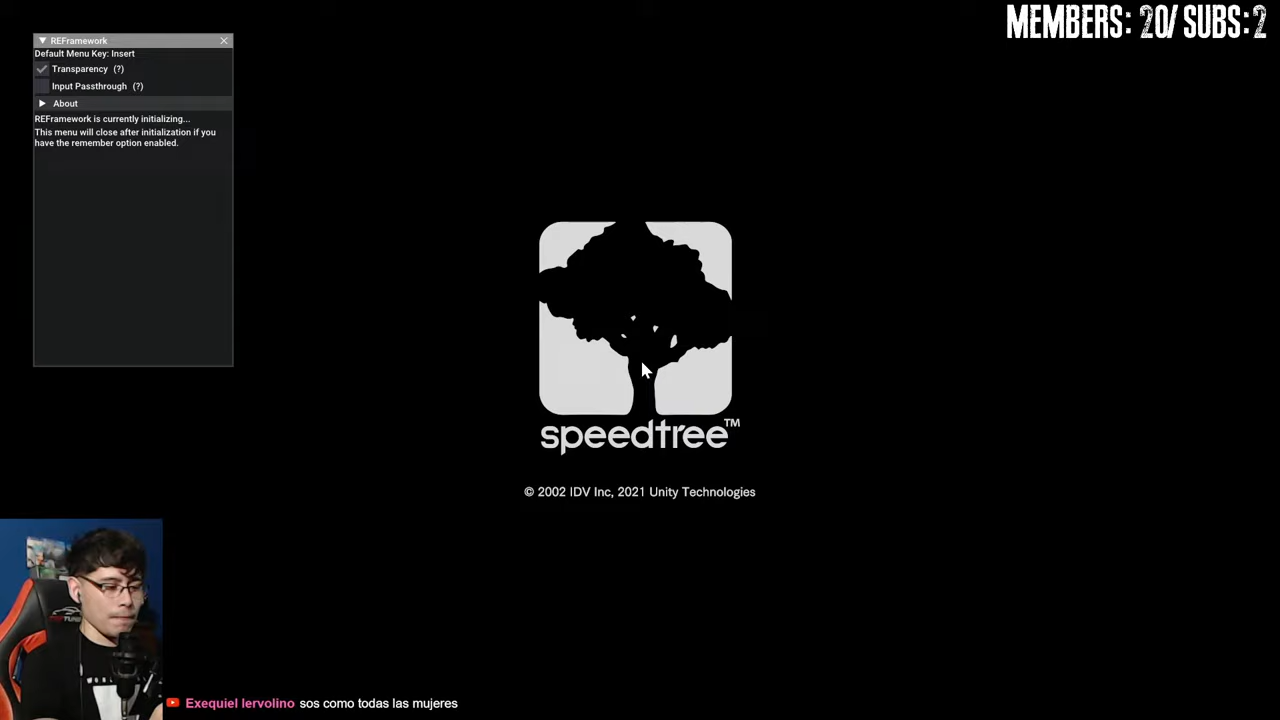 MEMBERS: 20/ SUBS: 2
REFramework
Default Menu Key: Insert
Transparency (?)
Input Passthrough (?)
About
REFramework is currently initializing...
This menu will close after initialization if you
have the remember option enabled.
speedtree™
© 2002 IDV Inc, 2021 Unity Technologies
Exequiel Iervolino sos como todas las mujeres